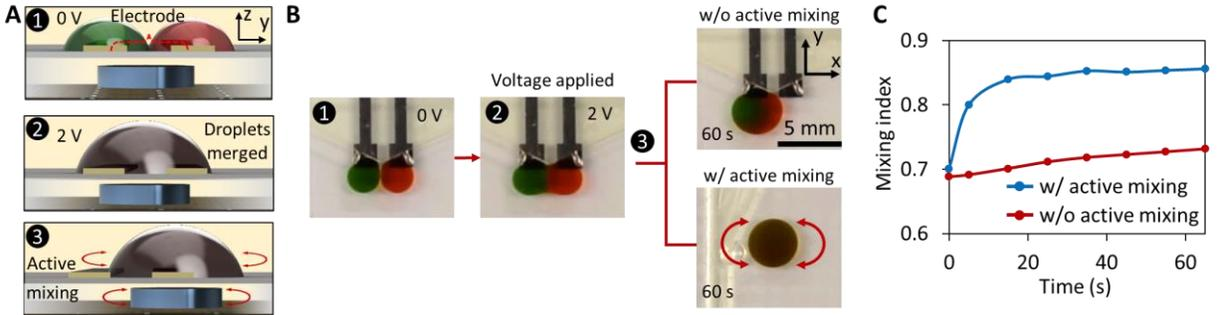 A
1
0 V
Electrode
z
y
2
2 V
Droplets
merged
3
Active
mixing
B
Voltage applied
1
0 V
2
2 V
3
w/o active mixing
y
x
60 s
5 mm
w/ active mixing
60 s
C
Mixing index
0.9
0.8
0.7
0.6
w/ active mixing
w/o active mixing
0
20
40
60
Time (s)